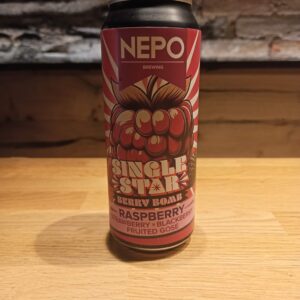 NEPO
BREWING
SINGLE
STAR
BERRY BOMB
RASPBERRY
STRAWBERRY × BLACKBERRY
FRUITED GOSE